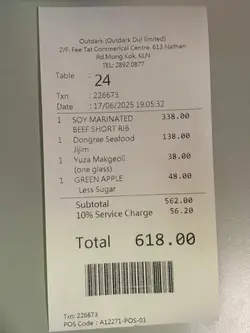 Outdark (Outdark Dul limited)
2/F. Fee Tat Commerical Centre, 613 Nathan
Rd,Mong Kok, KLN
TEL: 2892 0877
Table : 24
Txn : 226673
Date : 17/06/2025 19:05:32
1 SOY MARINATED 338.00
BEEF SHORT RIB
1 Dongrae Seafood 138.00
Jijim
1 Yuza Makgeoli 38.00
(one glass)
1 GREEN APPLE 48.00
Less Sugar
Subtotal 562.00
10% Service Charge 56.20
Total 618.00
Txn: 226673
POS Code : A12271-POS-01